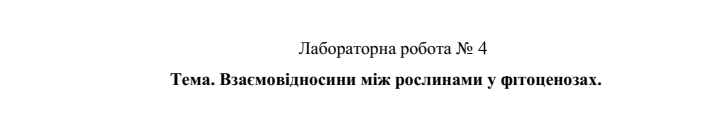 Лабораторна робота № 4
Тема. Взаємовідносини між рослинами у фітоценозах.